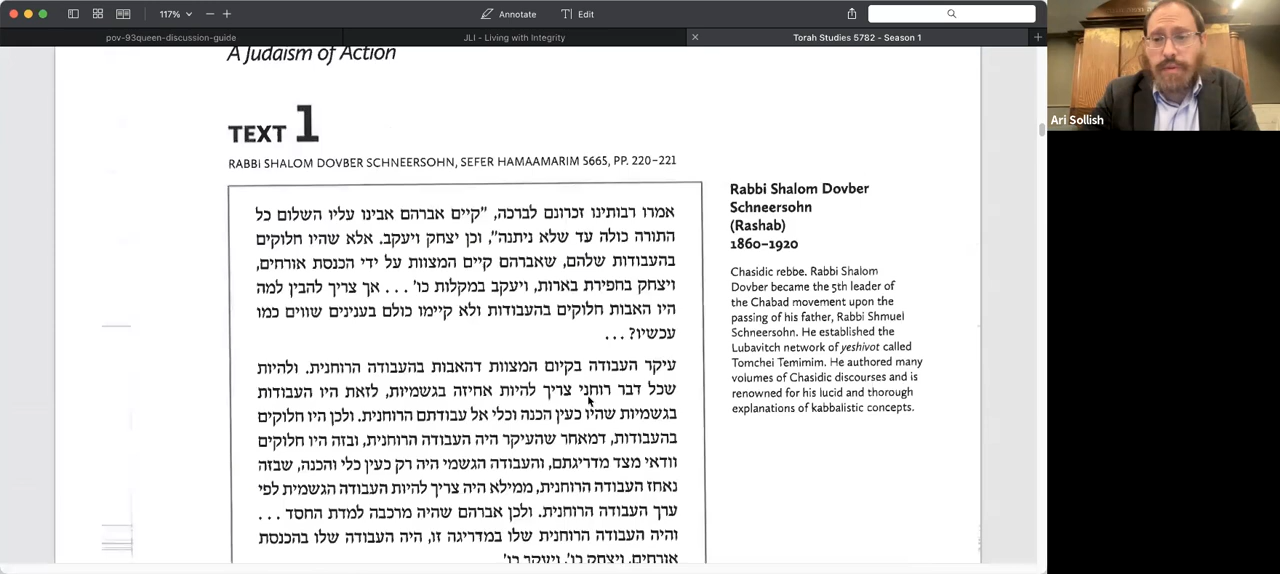 117%
Annotate
Edit
pov-93queen-discussion-guide
JLI - Living with Integrity
Torah Studies 5782 - Season 1
Ari Sollish
A Judaism of Action
TEXT 1
RABBI SHALOM DOVBER SCHNEERSOHN, SEFER HAMAAMARIM 5665, PP. 220–221
אמרו רבותינו זכרונם לברכה, "קיים אברהם אבינו עליו השלום כל
התורה כולה עד שלא ניתנה", וכן יצחק ויעקב. אלא שהיו חלוקים
בהעבודות שלהם, שאברהם קיים המצוות על ידי הכנסת אורחים,
ויצחק בחפירת בארות, ויעקב במקלות כו' ... אך צריך להבין למה
היו האבות חלוקים בהעבודות ולא קיימו כולם בענינים שווים כמו
עכשיו? ...
עיקר העבודה בקיום המצוות דהאבות בהעבודה הרוחנית. ולהיות
שכל דבר רוחני צריך להיות אחיזה בגשמיות, לזאת היו העבודות
בגשמיות שהיו כעין הכנה וכלי אל עבודתם הרוחנית. ולכן היו חלוקים
בהעבודות, דמאחר שהעיקר היה העבודה הרוחנית, ובזה היו חלוקים
וודאי מצד מדריגתם, והעבודה הגשמי היה רק כעין כלי והכנה, שבזה
נאחז העבודה הרוחנית, ממילא היה צריך להיות העבודה הגשמית לפי
ערך העבודה הרוחנית. ולכן אברהם שהיה מרכבה למדת החסד ...
והיה העבודה הרוחנית שלו במדריגה זו, היה העבודה שלו בהכנסת
אורחים, ויצחק כו', ויעקב כו'
Rabbi Shalom Dovber
Schneersohn
(Rashab)
1860–1920
Chasidic rebbe. Rabbi Shalom
Dovber became the 5th leader of
the Chabad movement upon the
passing of his father, Rabbi Shmuel
Schneersohn. He established the
Lubavitch network of yeshivot called
Tomchei Temimim. He authored many
volumes of Chasidic discourses and is
renowned for his lucid and thorough
explanations of kabbalistic concepts.